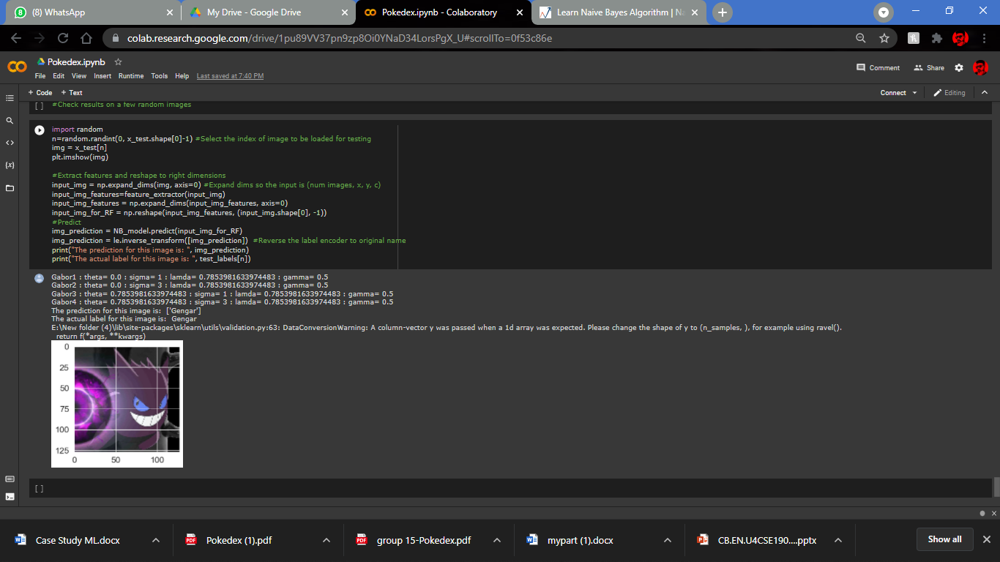 (8) WhatsApp
My Drive - Google Drive
Pokedex.ipynb - Colaboratory
Learn Naive Bayes Algorithm | Na
colab.research.google.com/drive/1pu89VV37pn9zp8Oi0YNaD34LorsPgX_U#scrollTo=0f53c86e
Pokedex.ipynb
File Edit View Insert Runtime Tools Help Last saved at 7:40 PM
Comment Share
+ Code + Text
Connect Editing
[ ] #Check results on a few random images
import random
n=random.randint(0, x_test.shape[0]-1) #Select the index of image to be loaded for testing
img = x_test[n]
plt.imshow(img)
#Extract features and reshape to right dimensions
input_img = np.expand_dims(img, axis=0) #Expand dims so the input is (num images, x, y, c)
input_img_features=feature_extractor(input_img)
input_img_features = np.expand_dims(input_img_features, axis=0)
input_img_for_RF = np.reshape(input_img_features, (input_img.shape[0], -1))
#Predict
img_prediction = NB_model.predict(input_img_for_RF)
img_prediction = le.inverse_transform([img_prediction])  #Reverse the label encoder to original name
print("The prediction for this image is: ", img_prediction)
print("The actual label for this image is: ", test_labels[n])
Gabor1 : theta= 0.0 : sigma= 1 : lamda= 0.7853981633974483 : gamma= 0.5
Gabor2 : theta= 0.0 : sigma= 3 : lamda= 0.7853981633974483 : gamma= 0.5
Gabor3 : theta= 0.7853981633974483 : sigma= 1 : lamda= 0.7853981633974483 : gamma= 0.5
Gabor4 : theta= 0.7853981633974483 : sigma= 3 : lamda= 0.7853981633974483 : gamma= 0.5
The prediction for this image is:  ['Gengar']
The actual label for this image is:  Gengar
E:\New folder (4)\lib\site-packages\sklearn\utils\validation.py:63: DataConversionWarning: A column-vector y was passed when a 1d array was expected. Please change the shape of y to (n_samples, ), for example using ravel().
return f(*args, **kwargs)
0
25
50
75
100
125
0 50 100
[ ]
Case Study ML.docx
Pokedex (1).pdf
group 15-Pokedex.pdf
mypart (1).docx
CB.EN.U4CSE190....pptx
Show all